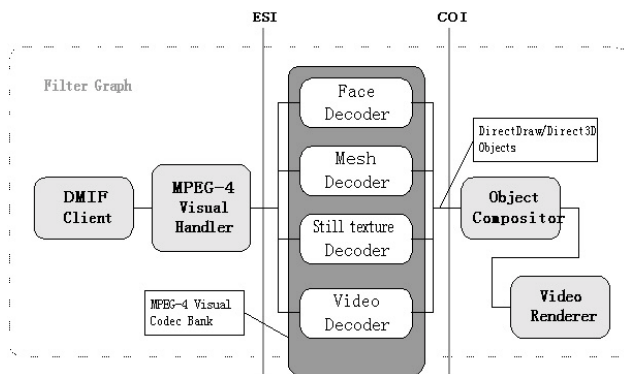 ESI
COI
Filter Graph
Face
Decoder
Mesh
Decoder
Still texture
Decoder
Video
Decoder
DMIF
Client
MPEG-4
Visual
Handler
DirectDraw/Direct3D
Objects
Object
Compositor
MPEG-4 Visual
Codec Bank
Video
Renderer